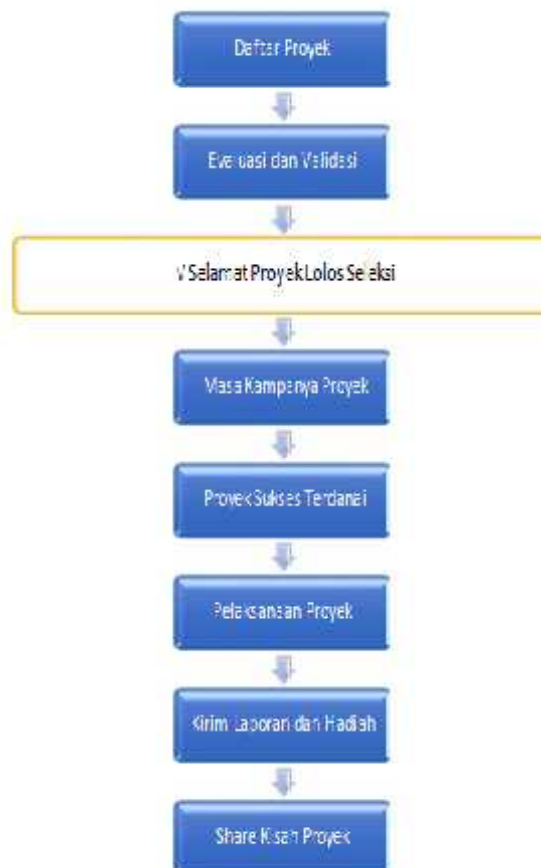 Daftar Proyek
Evaluasi dan Validasi
√ Selamat Proyek Lolos Seleksi
Masa Kampanya Proyek
Proyek Sukses Terdanai
Pelaksanaan Proyek
Kirim Laporan dan Hadiah
Share Kisah Proyek